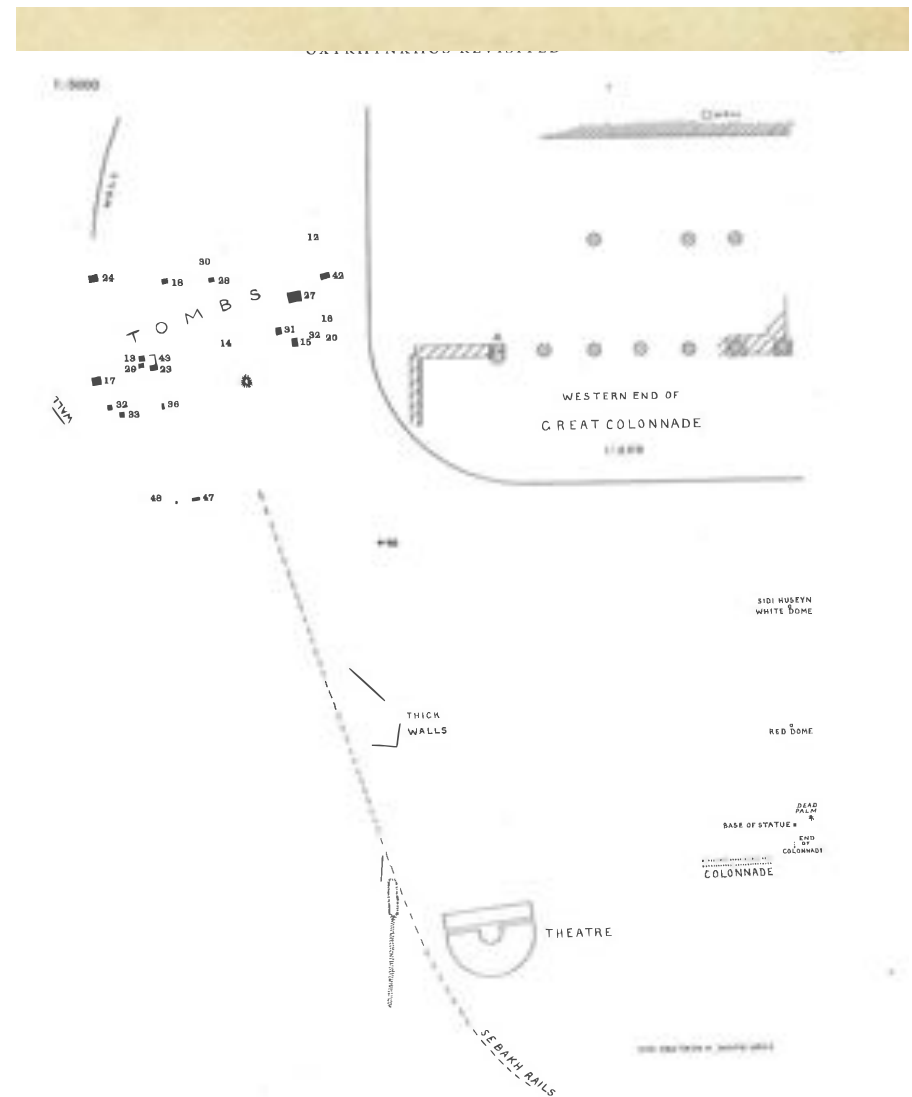 WALL
12
30
24
18
28
42
TOMBS
27
16
31
32
20
14
15
13
43
29
23
17
32
36
33
WALL
WESTERN END OF
GREAT COLONNADE
48
47
SIDI HUSEYN
WHITE DOME
THICK
WALLS
RED DOME
DEAD
PALM
BASE OF STATUE
END
OF
COLONNADE
COLONNADE
THEATRE
SEBAKH RAILS